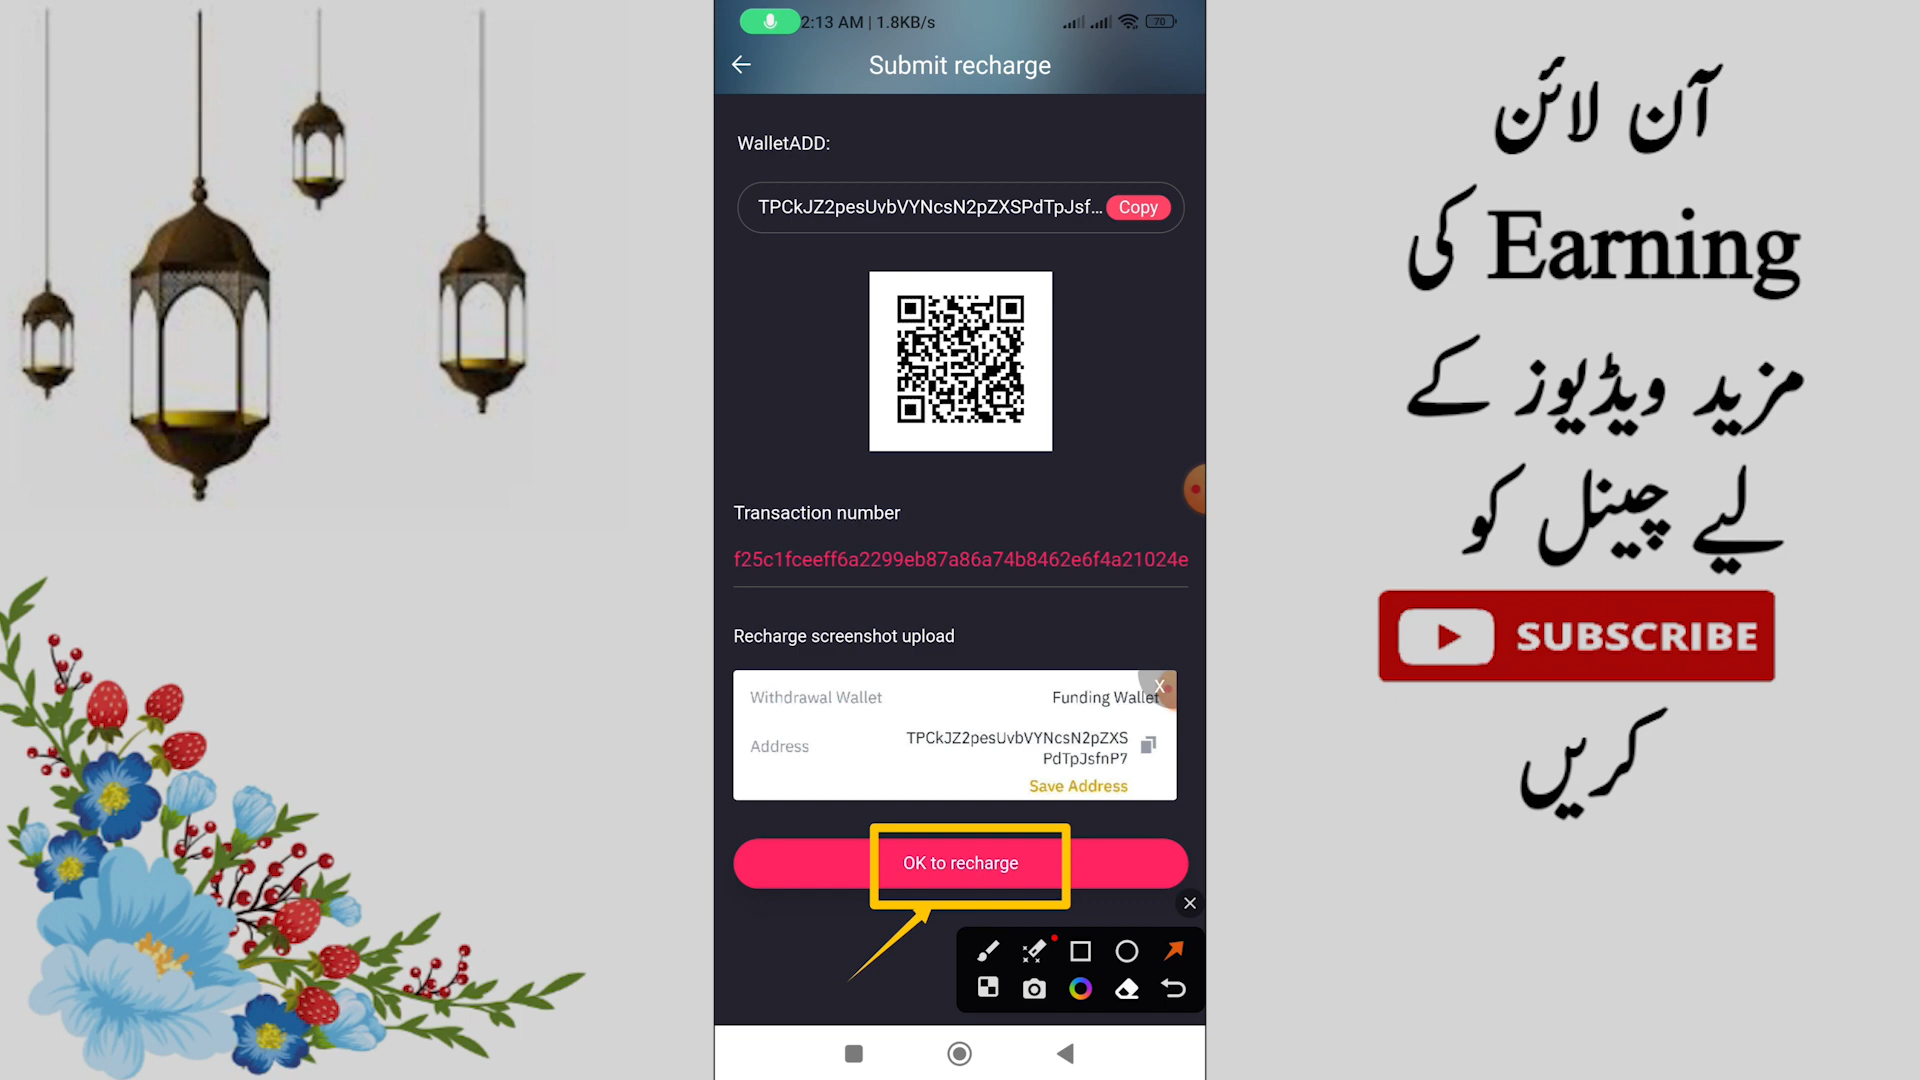 2:13 AM | 1.8KB/s
70
Submit recharge
WalletADD:
TPCkJZ2pesUvbVYNcsN2pZXSPdTpJsf... Copy
Transaction number
f25c1fceeff6a2299eb87a86a74b8462e6f4a21024e
Recharge screenshot upload
X
Withdrawal Wallet Funding Wallet
Address TPCkJZ2pesUvbVYNcsN2pZXS
PdTpJsfnP7
Save Address
OK to recharge
آن لائن
Earning کی
مزید ویڈیوز کے
لیے چینل کو
SUBSCRIBE
کریں